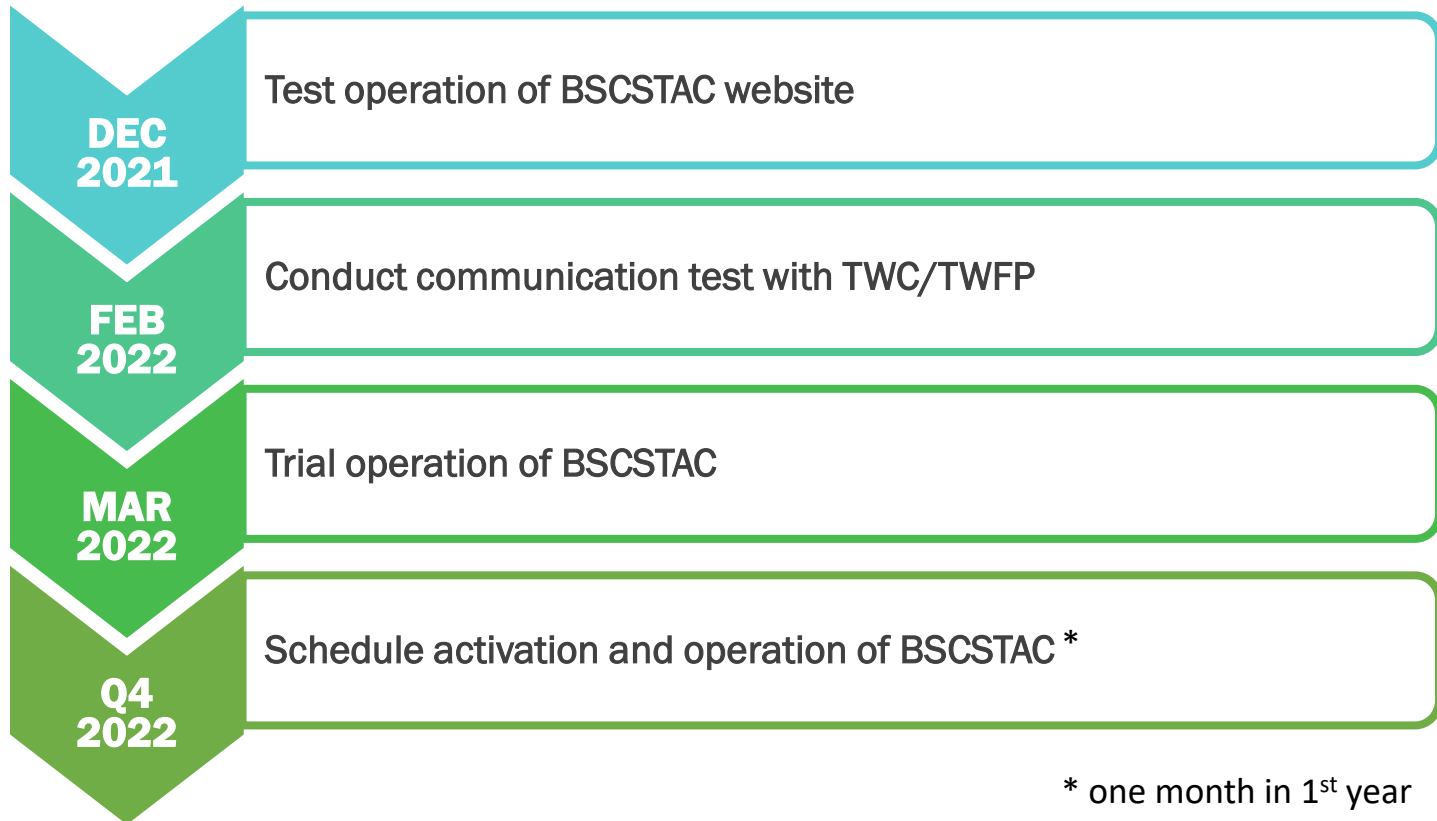 DEC
2021
Test operation of BSCSTAC website
FEB
2022
Conduct communication test with TWC/TWFP
MAR
2022
Trial operation of BSCSTAC
Q4
2022
Schedule activation and operation of BSCSTAC *
* one month in 1st year